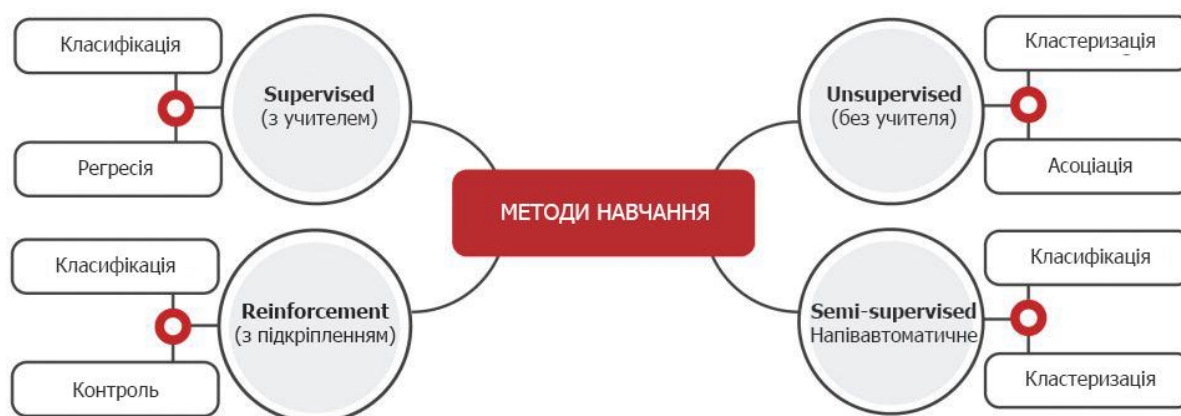 Класифікація
Supervised
(з учителем)
Регресія
Кластеризація
Unsupervised
(без учителя)
Асоціація
МЕТОДИ НАВЧАННЯ
Класифікація
Reinforcement
(з підкріпленням)
Контроль
Класифікація
Semi-supervised
Напівавтоматичне
Кластеризація